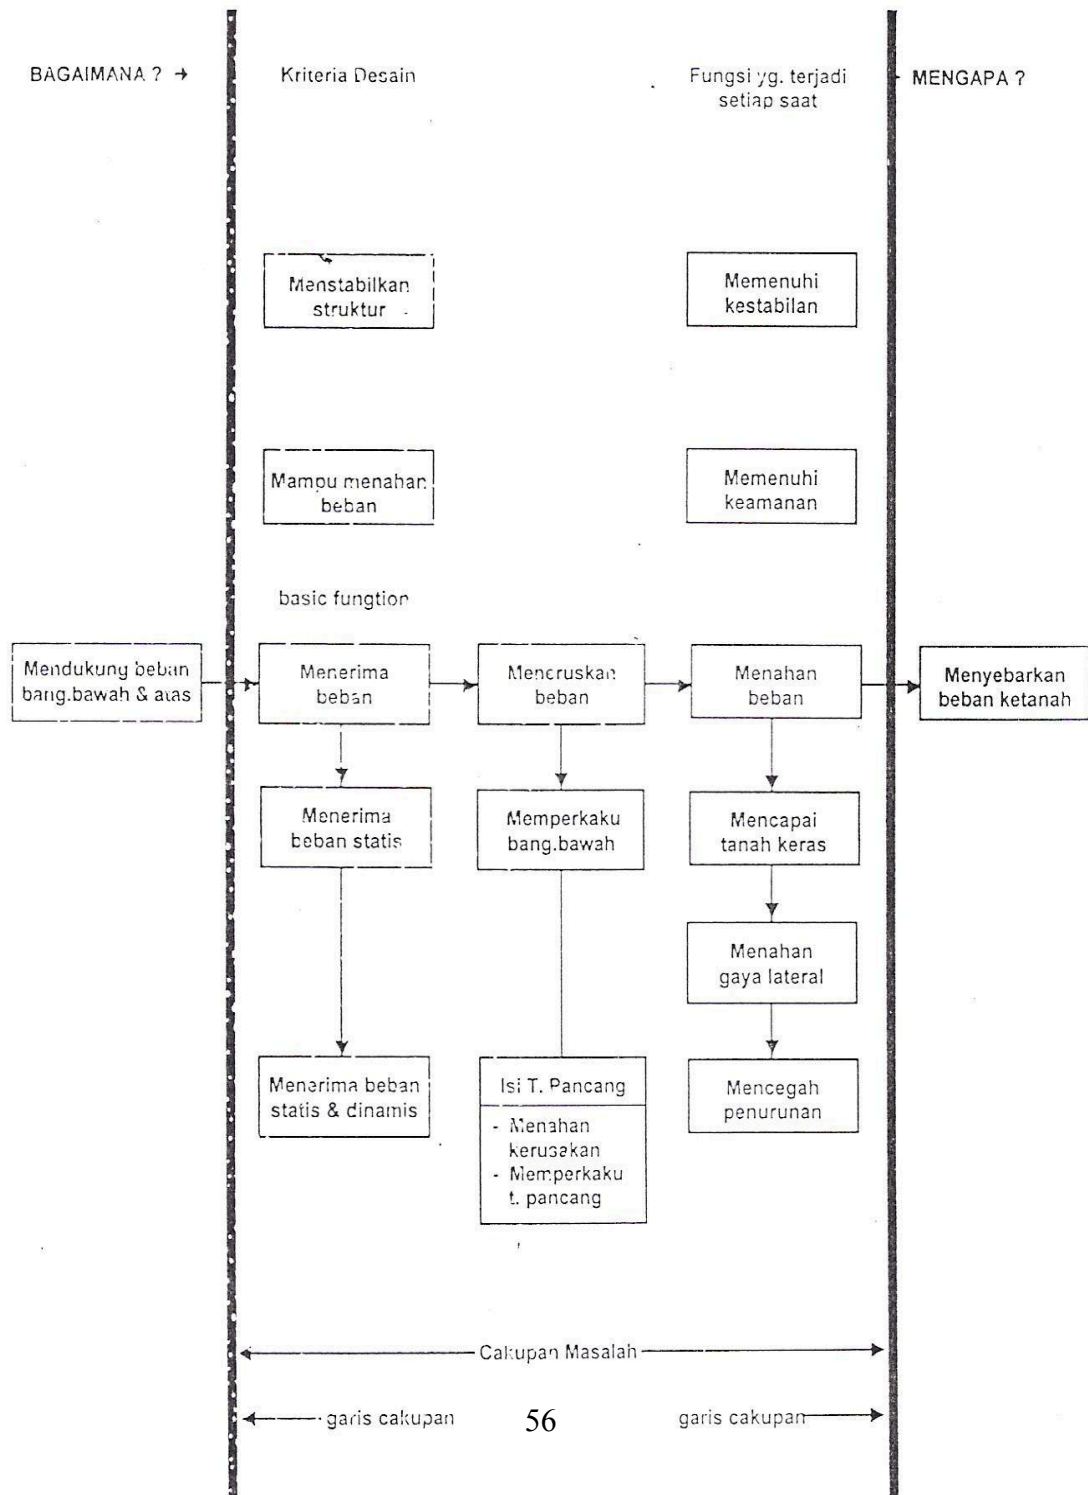 BAGAIMANA ? →
Kriteria Desain
Fungsi yg. terjadi
setiap saat
MENGAPA ?
Menstabilkan
struktur
Memenuhi
kestabilan
Mampu menahan
beban
Memenuhi
keamanan
basic fungtion
Mendukung beban
bang.bawah & atas
Menerima
beban
Meneruskan
beban
Menahan
beban
Menyebarkan
beban ketanah
Menerima
beban statis
Memperkaku
bang.bawah
Mencapai
tanah keras
Menahan
gaya lateral
Menerima beban
statis & dinamis
Isi T. Pancang
- Menahan
kerusakan
- Memperkaku
t. pancang
Mencegah
penurunan
Cakupan Masalah
garis cakupan
56
garis cakupan